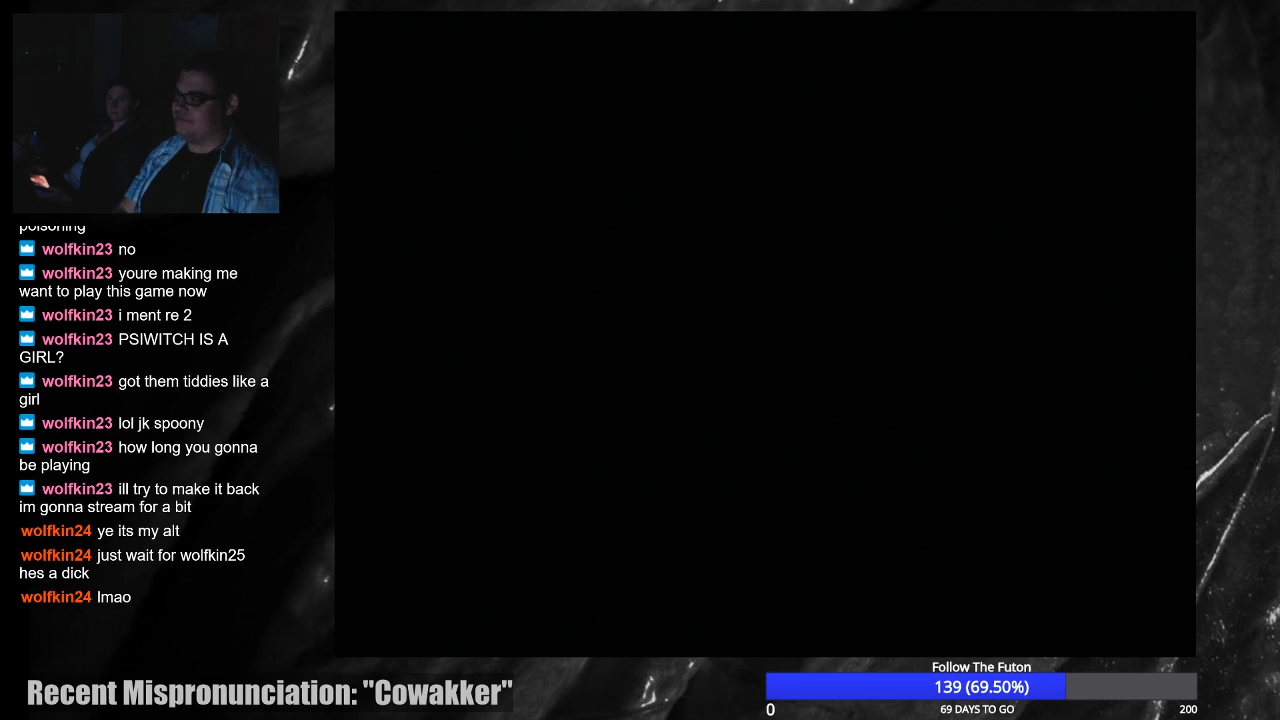 poisoning
wolfkin23 no
wolfkin23 youre making me
want to play this game now
wolfkin23 i ment re 2
wolfkin23 PSIWITCH IS A
GIRL?
wolfkin23 got them tiddies like a
girl
wolfkin23 lol jk spoony
wolfkin23 how long you gonna
be playing
wolfkin23 ill try to make it back
im gonna stream for a bit
wolfkin24 ye its my alt
wolfkin24 just wait for wolfkin25
hes a dick
wolfkin24 lmao
Recent Mispronunciation: "Cowakker"
Follow The Futon
139 (69.50%)
0 69 DAYS TO GO 200